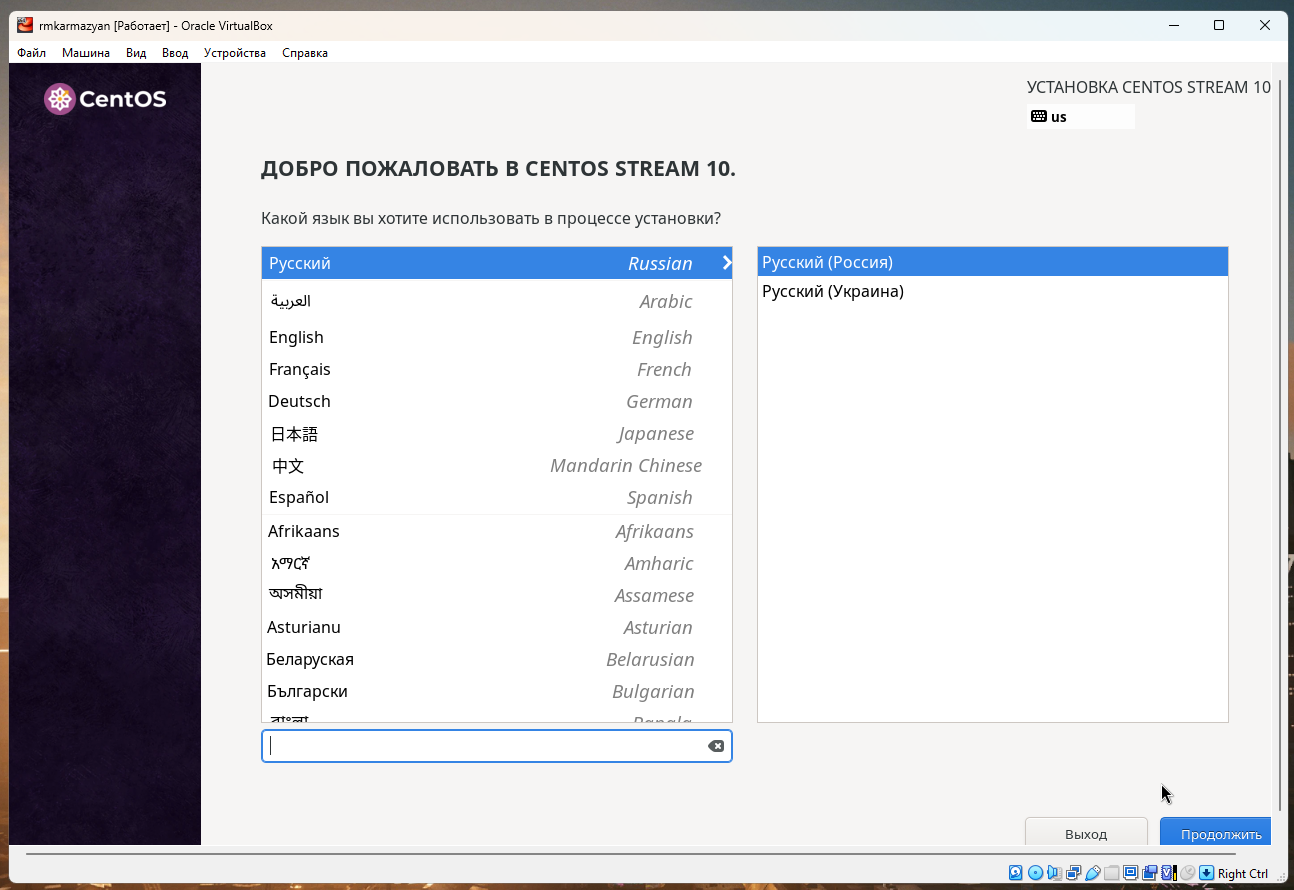 rmkarmazyan [Работает] - Oracle VirtualBox
Файл Машина Вид Ввод Устройства Справка
CentOS
УСТАНОВКА CENTOS STREAM 10
us
ДОБРО ПОЖАЛОВАТЬ В CENTOS STREAM 10.
Какой язык вы хотите использовать в процессе установки?
Русский Russian
العربية Arabic
English English
Français French
Deutsch German
日本語 Japanese
中文 Mandarin Chinese
Español Spanish
Afrikaans Afrikaans
አማርኛ Amharic
অসমীয়া Assamese
Asturianu Asturian
Беларуская Belarusian
Български Bulgarian
বাংলা Bangla
Русский (Россия)
Русский (Украина)
Выход Продолжить
Right Ctrl